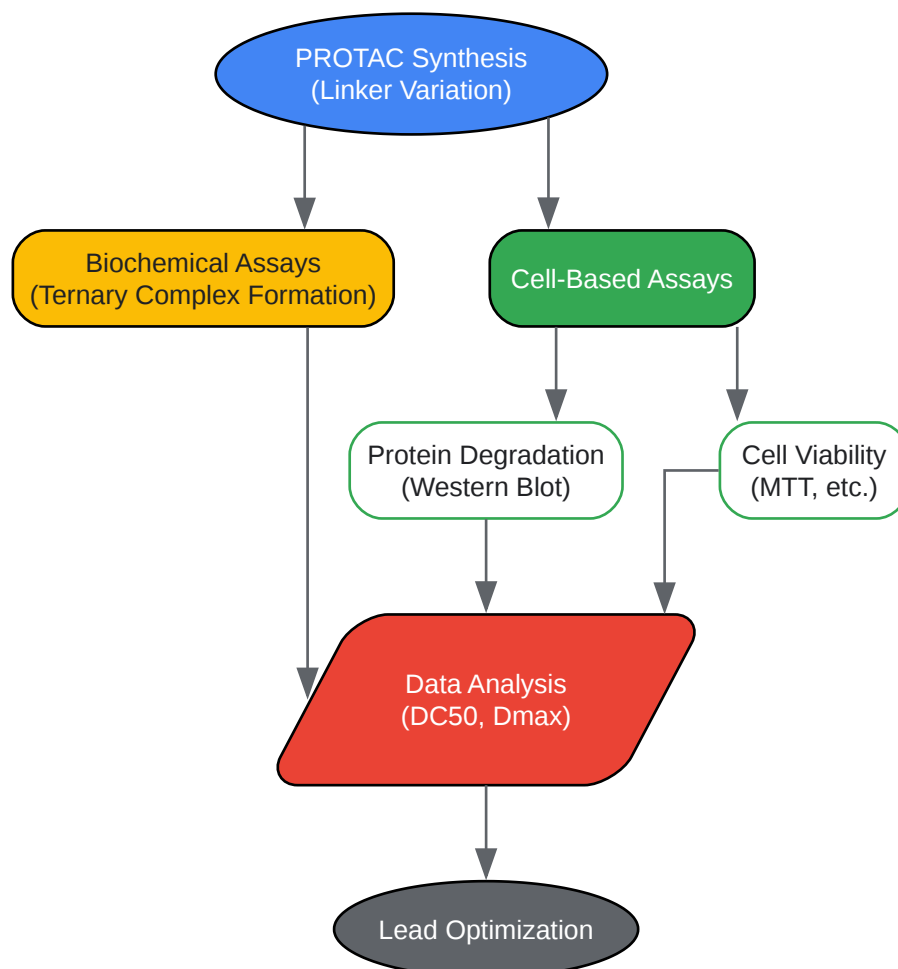 PROTAC Synthesis
(Linker Variation)
Biochemical Assays
(Ternary Complex Formation)
Cell-Based Assays
Protein Degradation
(Western Blot)
Cell Viability
(MTT, etc.)
Data Analysis
(DC50, Dmax)
Lead Optimization